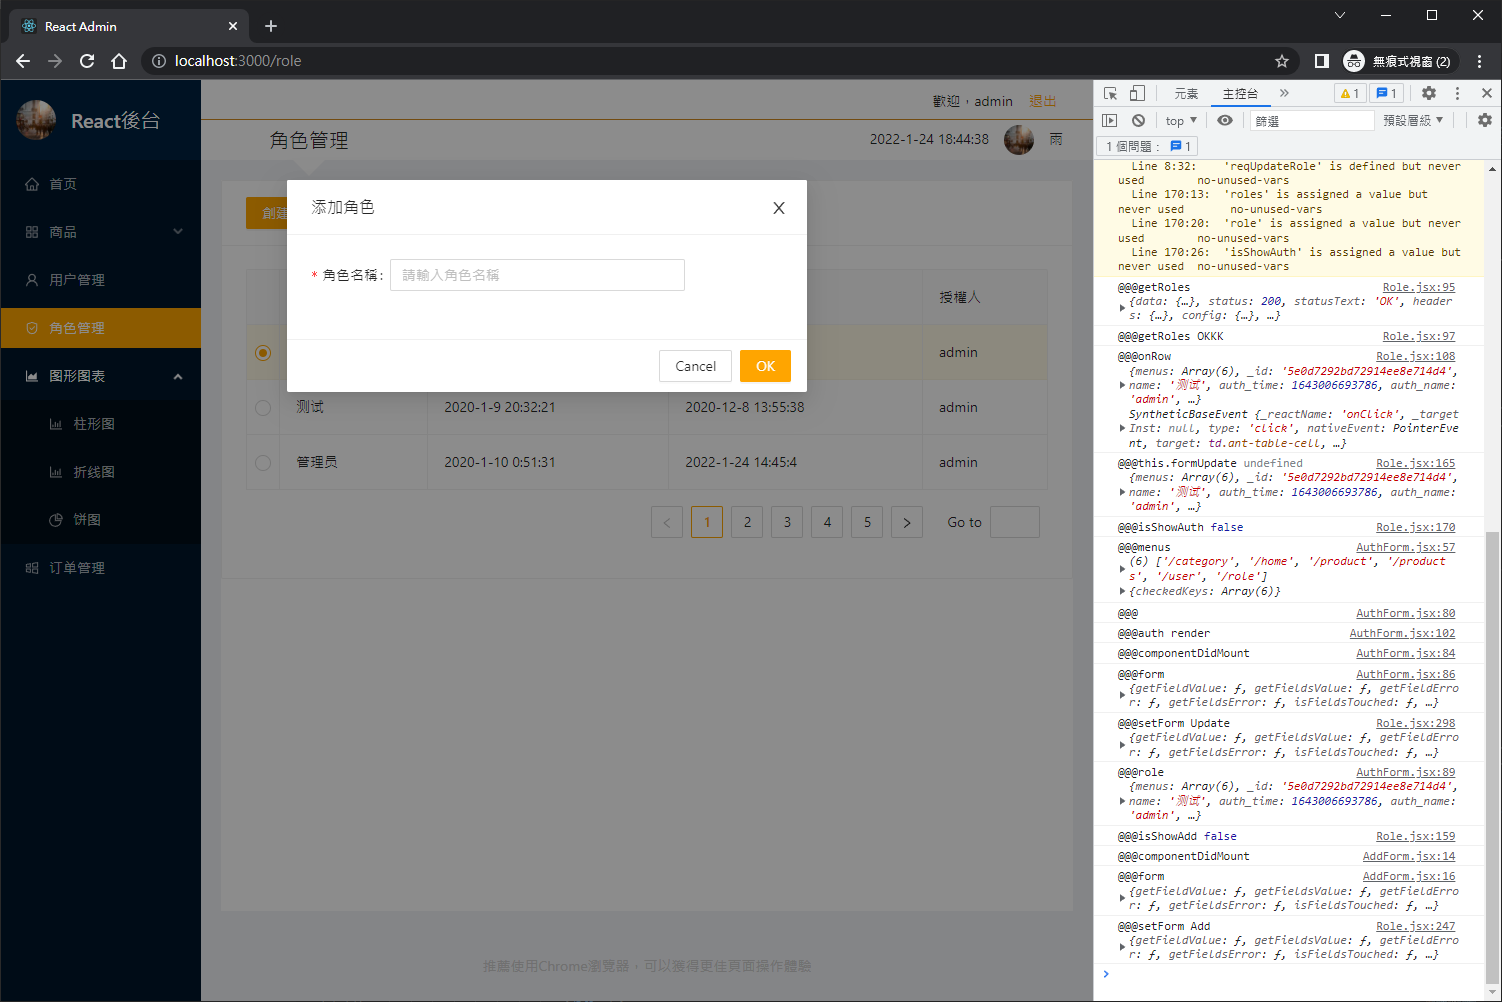 React Admin
localhost:3000/role
無痕式視窗 (2)
React後台
首页
商品
用户管理
角色管理
图形图表
柱形图
折线图
饼图
订单管理
歡迎，admin 退出
角色管理
2022-1-24 18:44:38 雨
創建
添加角色
* 角色名稱:
請輸入角色名稱
Cancel OK
授權人
admin
测试 2020-1-9 20:32:21 2020-12-8 13:55:38 admin
管理员 2020-1-10 0:51:31 2022-1-24 14:45:4 admin
< 1 2 3 4 5 > Go to
推薦使用Chrome瀏覽器，可以獲得更佳頁面操作體驗
元素 主控台 » 1 1
top 篩選 預設層級
1 個問題： 1
Line 8:32: 'reqUpdateRole' is defined but never
used no-unused-vars
Line 170:13: 'roles' is assigned a value but
never used no-unused-vars
Line 170:20: 'role' is assigned a value but never
used no-unused-vars
Line 170:26: 'isShowAuth' is assigned a value but
never used no-unused-vars
@@@getRoles Role.jsx:95
{data: {…}, status: 200, statusText: 'OK', header
s: {…}, config: {…}, …}
@@@getRoles OKKK Role.jsx:97
@@@onRow Role.jsx:108
{menus: Array(6), _id: '5e0d7292bd72914ee8e714d4',
name: '测试', auth_time: 1643006693786, auth_name:
'admin', …}
SyntheticBaseEvent {_reactName: 'onClick', _target
Inst: null, type: 'click', nativeEvent: PointerEve
nt, target: td.ant-table-cell, …}
@@@this.formUpdate undefined Role.jsx:165
{menus: Array(6), _id: '5e0d7292bd72914ee8e714d4',
name: '测试', auth_time: 1643006693786, auth_name:
'admin', …}
@@@isShowAuth false Role.jsx:170
@@@menus AuthForm.jsx:57
(6) ['/category', '/home', '/product', '/product
s', '/user', '/role']
{checkedKeys: Array(6)}
@@@ AuthForm.jsx:80
@@@auth render AuthForm.jsx:102
@@@componentDidMount AuthForm.jsx:84
@@@form AuthForm.jsx:86
{getFieldValue: ƒ, getFieldsValue: ƒ, getFieldErro
r: ƒ, getFieldsError: ƒ, isFieldsTouched: ƒ, …}
@@@setForm Update Role.jsx:298
{getFieldValue: ƒ, getFieldsValue: ƒ, getFieldErro
r: ƒ, getFieldsError: ƒ, isFieldsTouched: ƒ, …}
@@@role AuthForm.jsx:89
{menus: Array(6), _id: '5e0d7292bd72914ee8e714d4',
name: '测试', auth_time: 1643006693786, auth_name:
'admin', …}
@@@isShowAdd false Role.jsx:159
@@@componentDidMount AddForm.jsx:14
@@@form AddForm.jsx:16
{getFieldValue: ƒ, getFieldsValue: ƒ, getFieldErro
r: ƒ, getFieldsError: ƒ, isFieldsTouched: ƒ, …}
@@@setForm Add Role.jsx:247
{getFieldValue: ƒ, getFieldsValue: ƒ, getFieldErro
r: ƒ, getFieldsError: ƒ, isFieldsTouched: ƒ, …}